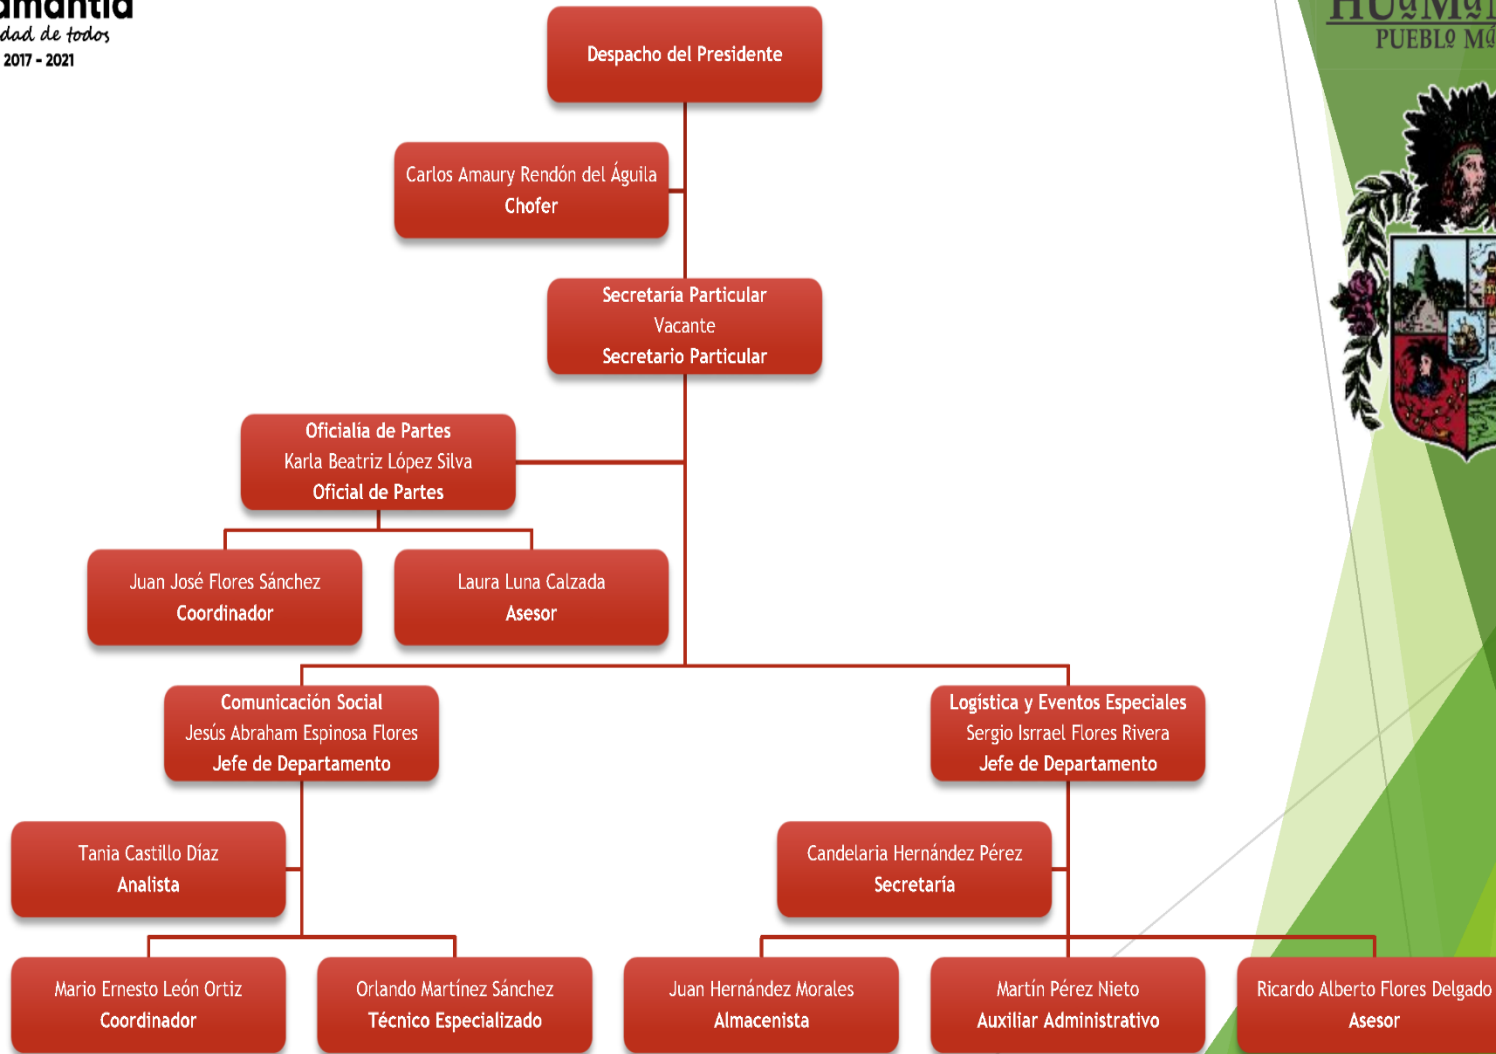 dad de todos
2017 - 2021
PUEBLO
Despacho del Presidente
Carlos Amaury Rendón del Águila
Chofer
Secretaría Particular
Vacante
Secretario Particular
Oficialía de Partes
Karla Beatriz López Silva
Oficial de Partes
Juan José Flores Sánchez
Coordinador
Laura Luna Calzada
Asesor
Comunicación Social
Jesús Abraham Espinosa Flores
Jefe de Departamento
Logística y Eventos Especiales
Sergio Isrrael Flores Rivera
Jefe de Departamento
Tania Castillo Díaz
Analista
Candelaria Hernández Pérez
Secretaría
Mario Ernesto León Ortiz
Coordinador
Orlando Martínez Sánchez
Técnico Especializado
Juan Hernández Morales
Almacenista
Martín Pérez Nieto
Auxiliar Administrativo
Ricardo Alberto Flores Delgado
Asesor